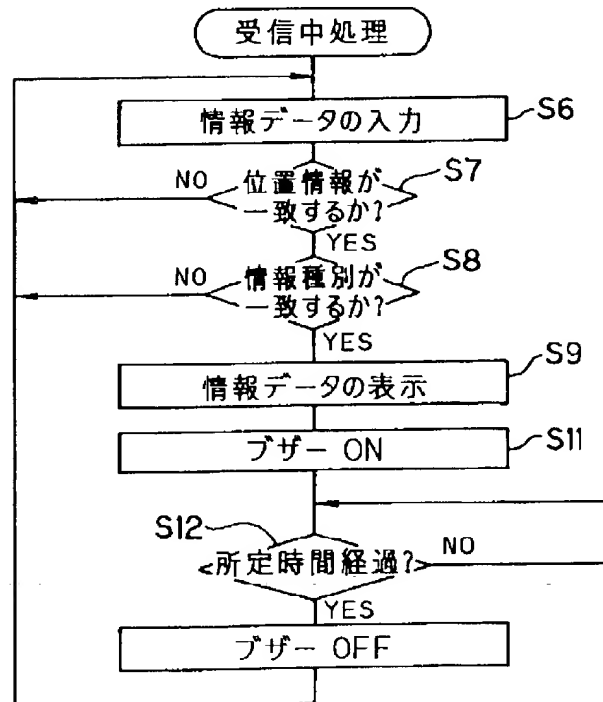 受信中処理
情報データの入力
S6
NO
位置情報が
一致するか?
S7
YES
NO
情報種別が
一致するか?
S8
YES
情報データの表示
S9
ブザー ON
S11
S12
所定時間経過?
NO
YES
ブザー OFF